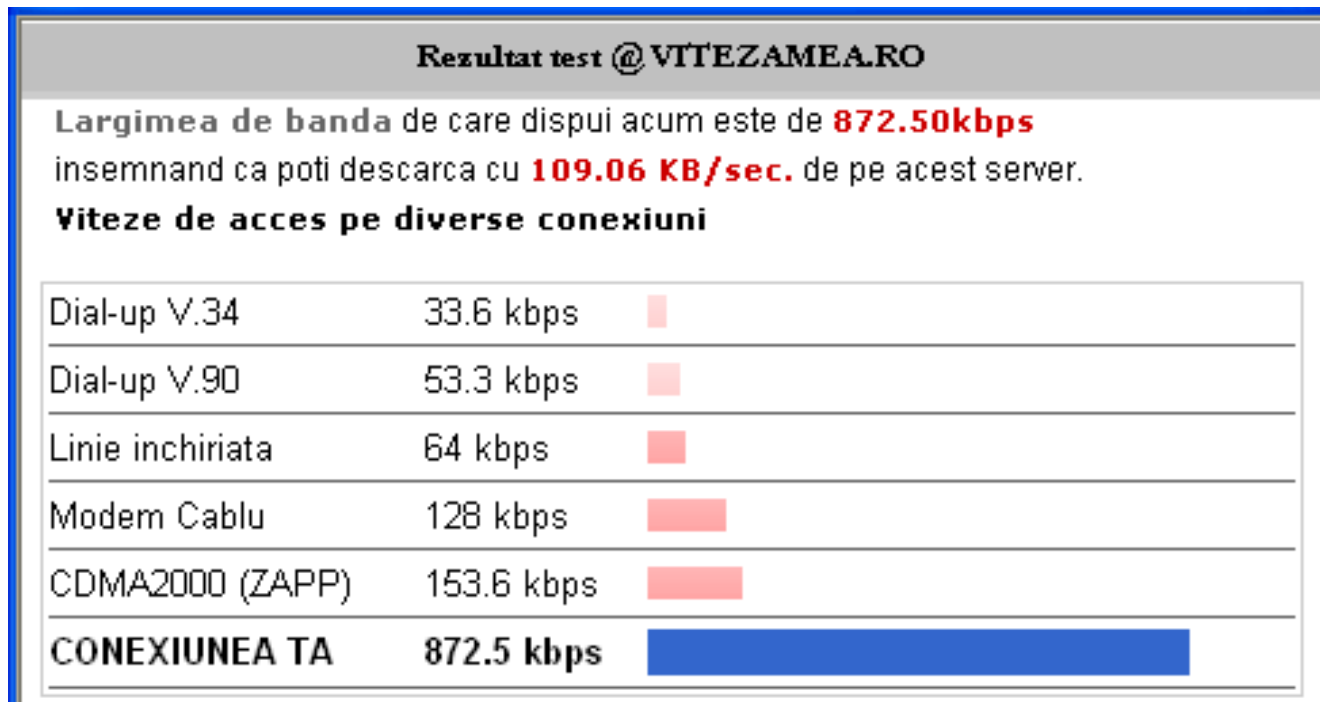 Rezultat test @ VITEZAMEA.RO
Largimea de banda de care dispui acum este de 872.50kbps
insemnand ca poti descarca cu 109.06 KB/sec. de pe acest server.
Viteze de acces pe diverse conexiuni
Dial-up V.34 33.6 kbps
Dial-up V.90 53.3 kbps
Linie inchiriata 64 kbps
Modem Cablu 128 kbps
CDMA2000 (ZAPP) 153.6 kbps
CONEXIUNEA TA 872.5 kbps